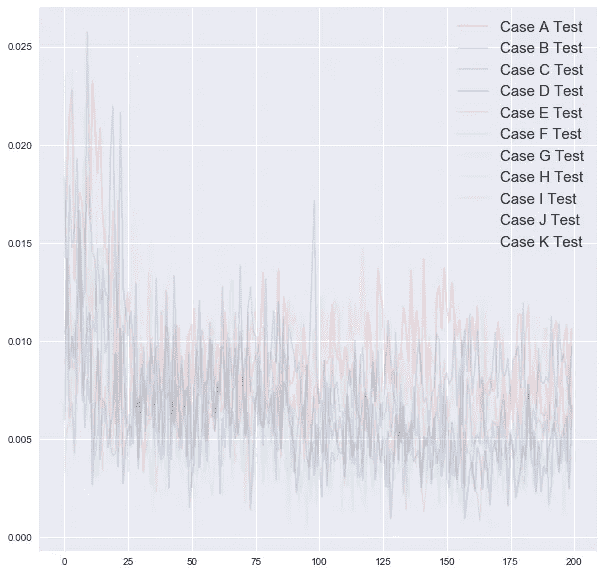 Case A Test
Case B Test
Case C Test
Case D Test
Case E Test
Case F Test
Case G Test
Case H Test
Case I Test
Case J Test
Case K Test
0.025
0.020
0.015
0.010
0.005
0.000
0 25 50 75 100 125 150 175 200